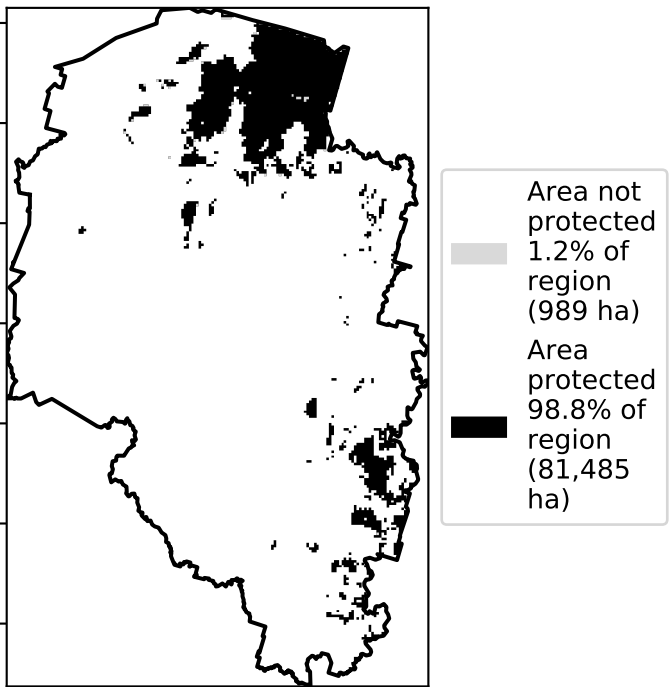 Area not
protected
1.2% of
region
(989 ha)
Area
protected
98.8% of
region
(81,485
ha)